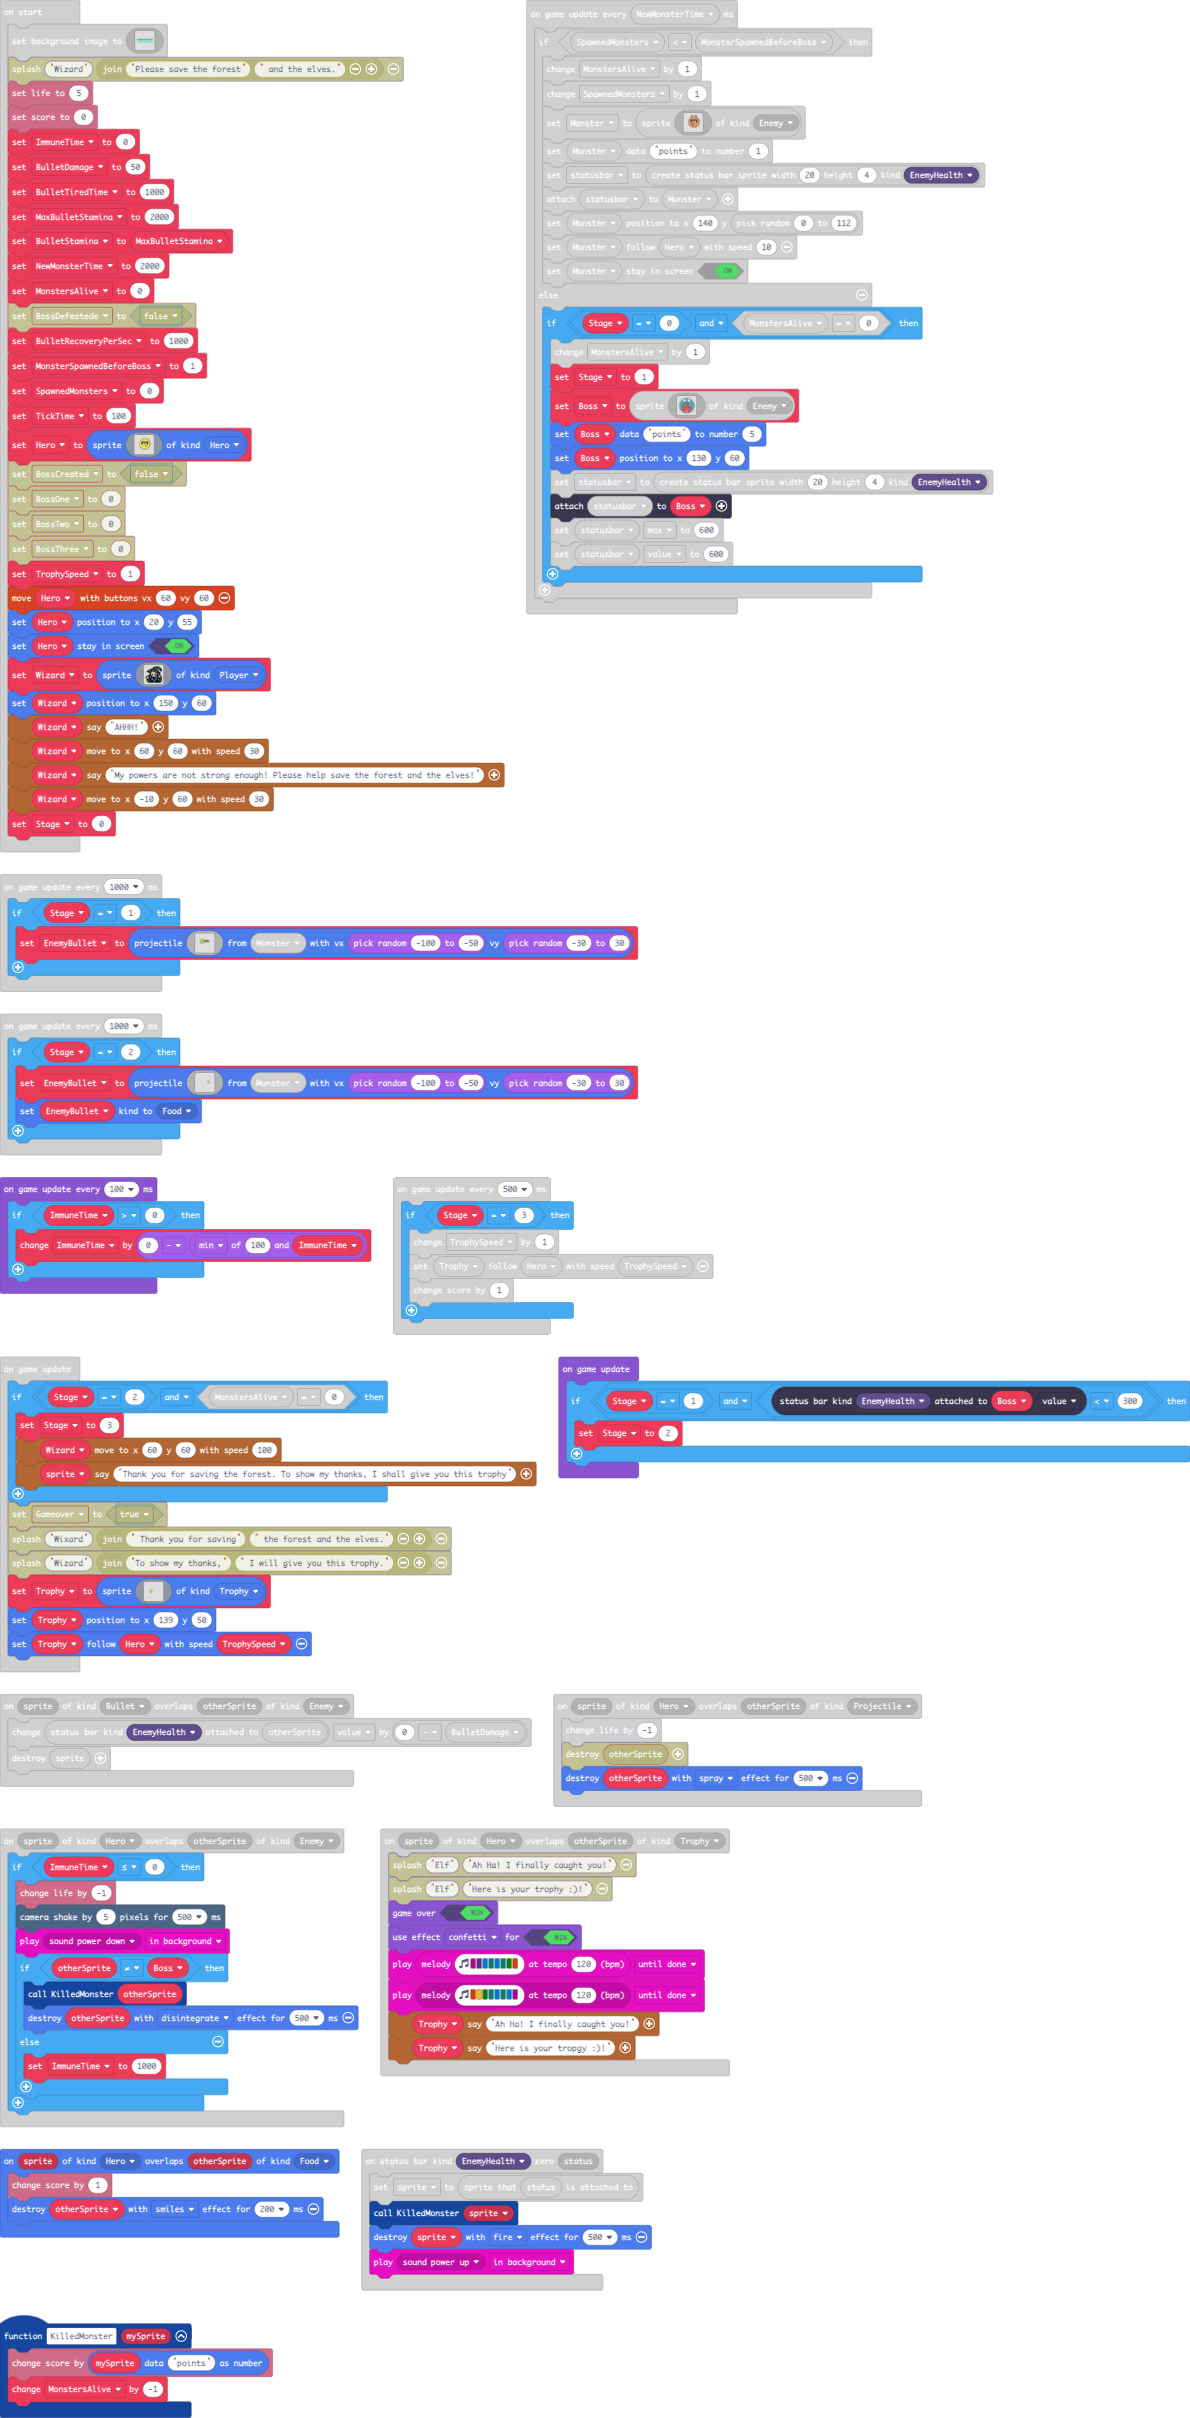 on start
set background image to
splash "Wizard" join "Please save the forest" " and the elves."
set life to 5
set score to 0
set ImmuneTime to 0
set BulletDamage to 50
set BulletTiredTime to 1000
set MaxBulletStamina to 2000
set BulletStamina to MaxBulletStamina
set NewMonsterTime to 2000
set MonstersAlive to 0
set BossDefeatede to false
set BulletRecoveryPerSec to 1000
set MonsterSpawnedBeforeBoss to 1
set SpawnedMonsters to 0
set TickTime to 100
set Hero to sprite of kind Hero
set BossCreated to false
set BossOne to 0
set BossTwo to 0
set BossThree to 0
set TrophySpeed to 1
move Hero with buttons vx 60 vy 60
set Hero position to x 20 y 55
set Hero stay in screen ON
set Wizard to sprite of kind Player
set Wizard position to x 150 y 60
Wizard say "AHHH!"
Wizard move to x 60 y 60 with speed 30
Wizard say "My powers are not strong enough! Please help save the forest and the elves!"
Wizard move to x -10 y 60 with speed 30
set Stage to 0
on game update every NewMonsterTime ms
if SpawnedMonsters < MonsterSpawnedBeforeBoss then
change MonstersAlive by 1
change SpawnedMonsters by 1
set Monster to sprite of kind Enemy
set Monster data "points" to number 1
set statusbar to create status bar sprite width 20 height 4 kind EnemyHealth
attach statusbar to Monster
set Monster position to x 140 y pick random 0 to 112
set Monster follow Hero with speed 10
set Monster stay in screen ON
else
if Stage = 0 and MonstersAlive = 0 then
change MonstersAlive by 1
set Stage to 1
set Boss to sprite of kind Enemy
set Boss data "points" to number 5
set Boss position to x 130 y 60
set statusbar to create status bar sprite width 20 height 4 kind EnemyHealth
attach statusbar to Boss
set statusbar max to 600
set statusbar value to 600
on game update every 1000 ms
if Stage = 1 then
set EnemyBullet to projectile from Monster with vx pick random -100 to -50 vy pick random -30 to 30
on game update every 1000 ms
if Stage = 2 then
set EnemyBullet to projectile from Monster with vx pick random -100 to -50 vy pick random -30 to 30
set EnemyBullet kind to Food
on game update every 100 ms
if ImmuneTime > 0 then
change ImmuneTime by 0 - min of 100 and ImmuneTime
on game update every 500 ms
if Stage = 3 then
change TrophySpeed by 1
set Trophy follow Hero with speed TrophySpeed
change score by 1
on game update
if Stage = 2 and MonstersAlive = 0 then
set Stage to 3
Wizard move to x 60 y 60 with speed 100
sprite say "Thank you for saving the forest. To show my thanks, I shall give you this trophy"
set Gameover to true
splash "Wixard" join " Thank you for saving" " the forest and the elves."
splash "Wizard" join "To show my thanks," " I will give you this trophy."
set Trophy to sprite of kind Trophy
set Trophy position to x 139 y 50
set Trophy follow Hero with speed TrophySpeed
on game update
if Stage = 1 and status bar kind EnemyHealth attached to Boss value < 300 then
set Stage to 2
on sprite of kind Bullet overlaps otherSprite of kind Enemy
change status bar kind EnemyHealth attached to otherSprite value by 0 - BulletDamage
destroy sprite
on sprite of kind Hero overlaps otherSprite of kind Projectile
change life by -1
destroy otherSprite
destroy otherSprite with spray effect for 500 ms
on sprite of kind Hero overlaps otherSprite of kind Enemy
if ImmuneTime ≤ 0 then
change life by -1
camera shake by 5 pixels for 500 ms
play sound power down in background
if otherSprite ≠ Boss then
call KilledMonster otherSprite
destroy otherSprite with disintegrate effect for 500 ms
else
set ImmuneTime to 1000
on sprite of kind Hero overlaps otherSprite of kind Trophy
splash "Elf" "Ah Ha! I finally caught you!"
splash "Elf" "Here is your trophy :)!"
game over WIN
use effect confetti for WIN
play melody at tempo 120 (bpm) until done
play melody at tempo 120 (bpm) until done
Trophy say "Ah Ha! I finally caught you!"
Trophy say "Here is your tropgy :)!"
on sprite of kind Hero overlaps otherSprite of kind Food
change score by 1
destroy otherSprite with smiles effect for 200 ms
on status bar kind EnemyHealth zero status
set sprite to sprite that status is attached to
call KilledMonster sprite
destroy sprite with fire effect for 500 ms
play sound power up in background
function KilledMonster mySprite
change score by mySprite data "points" as number
change MonstersAlive by -1